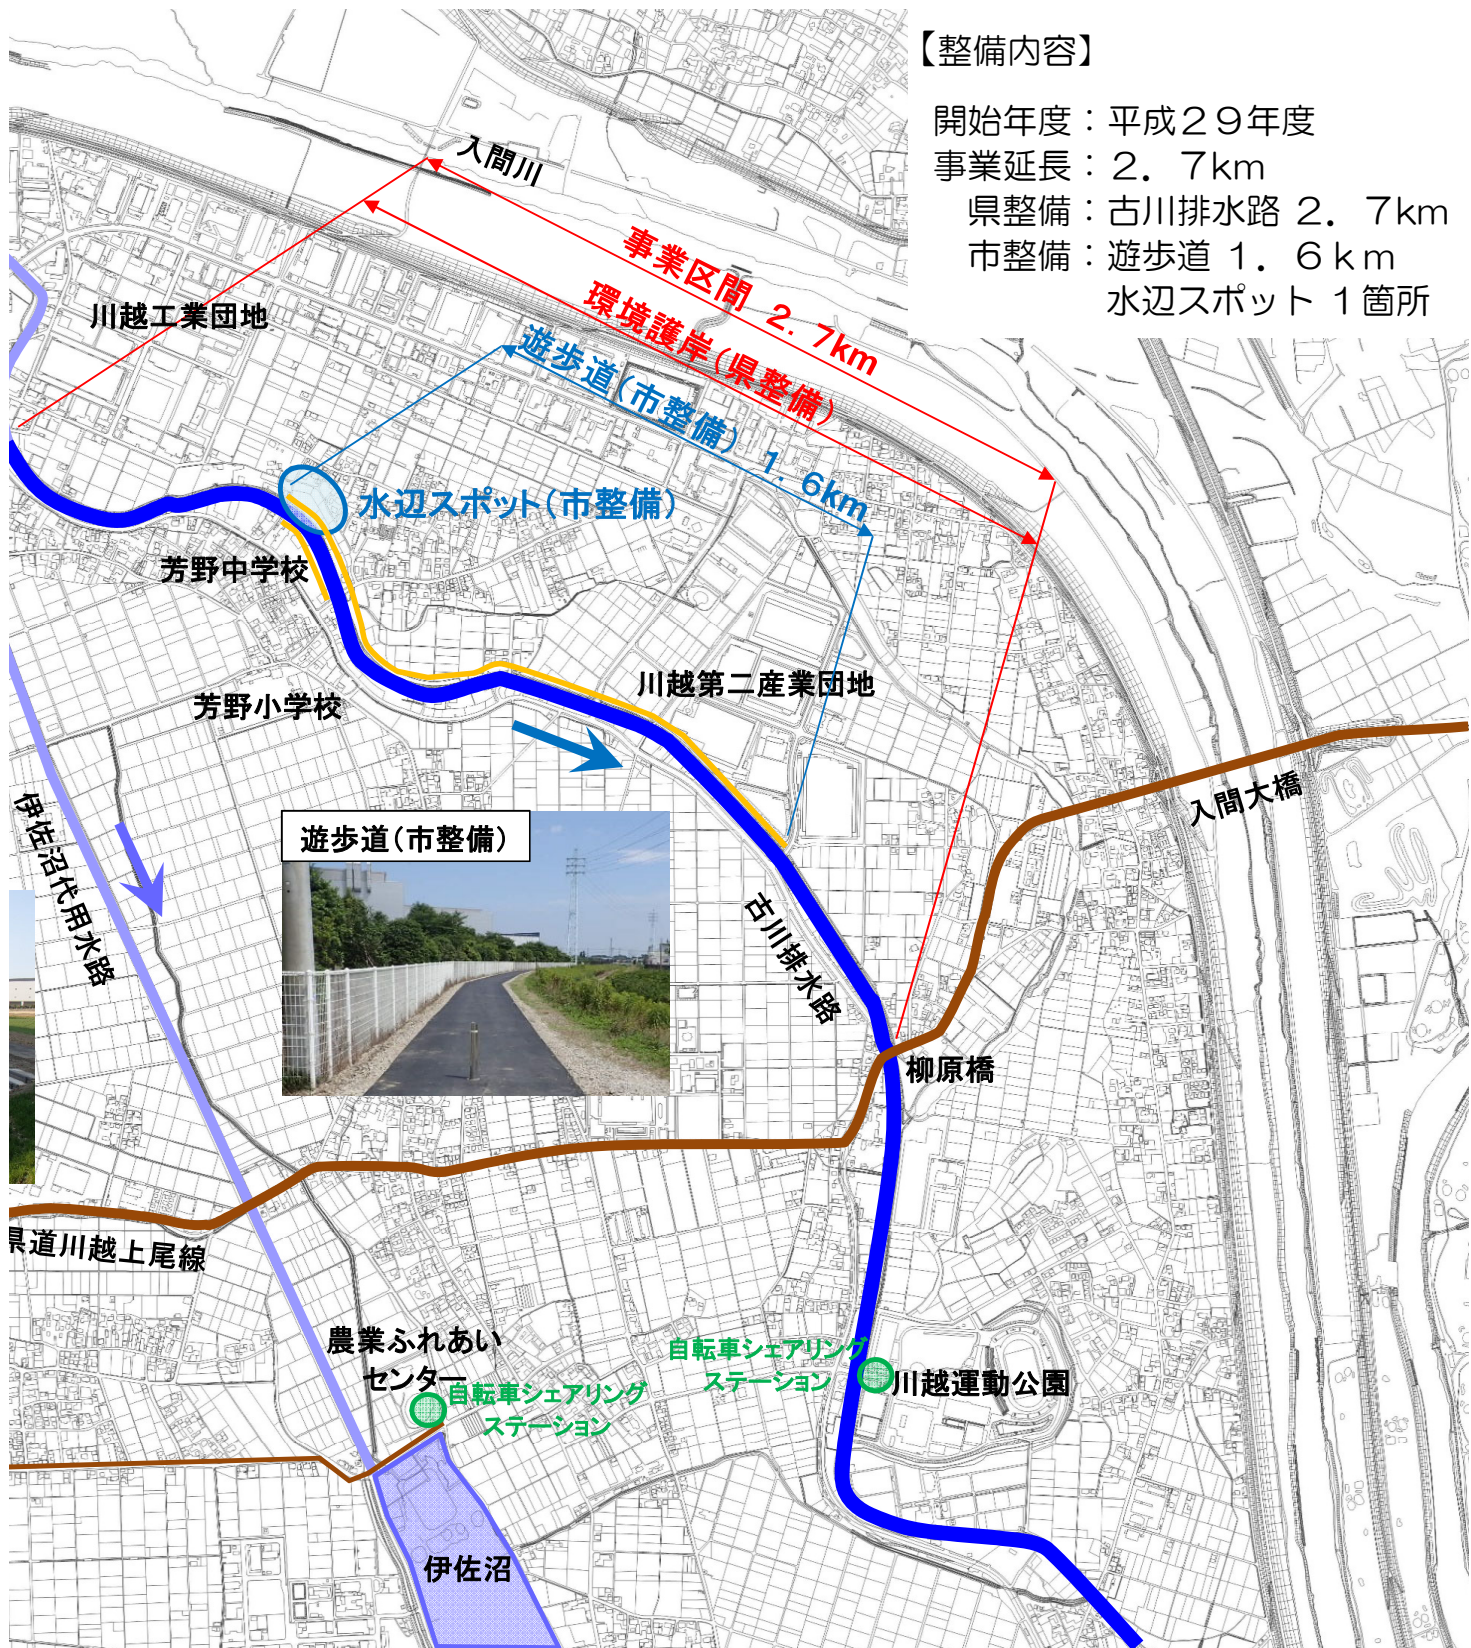 【整備内容】
開始年度：平成２９年度
事業延長：２．７km
県整備：古川排水路 ２．７km
市整備：遊歩道 １．６ｋｍ
水辺スポット １箇所
入間川
事業区間 ２．７km
環境護岸（県整備）
遊歩道（市整備） １．６km
川越工業団地
水辺スポット（市整備）
芳野中学校
芳野小学校
川越第二産業団地
入間大橋
伊佐沼代用水路
遊歩道（市整備）
古川排水路
柳原橋
県道川越上尾線
農業ふれあい
センター
自転車シェアリング
ステーション
自転車シェアリング
ステーション
川越運動公園
伊佐沼